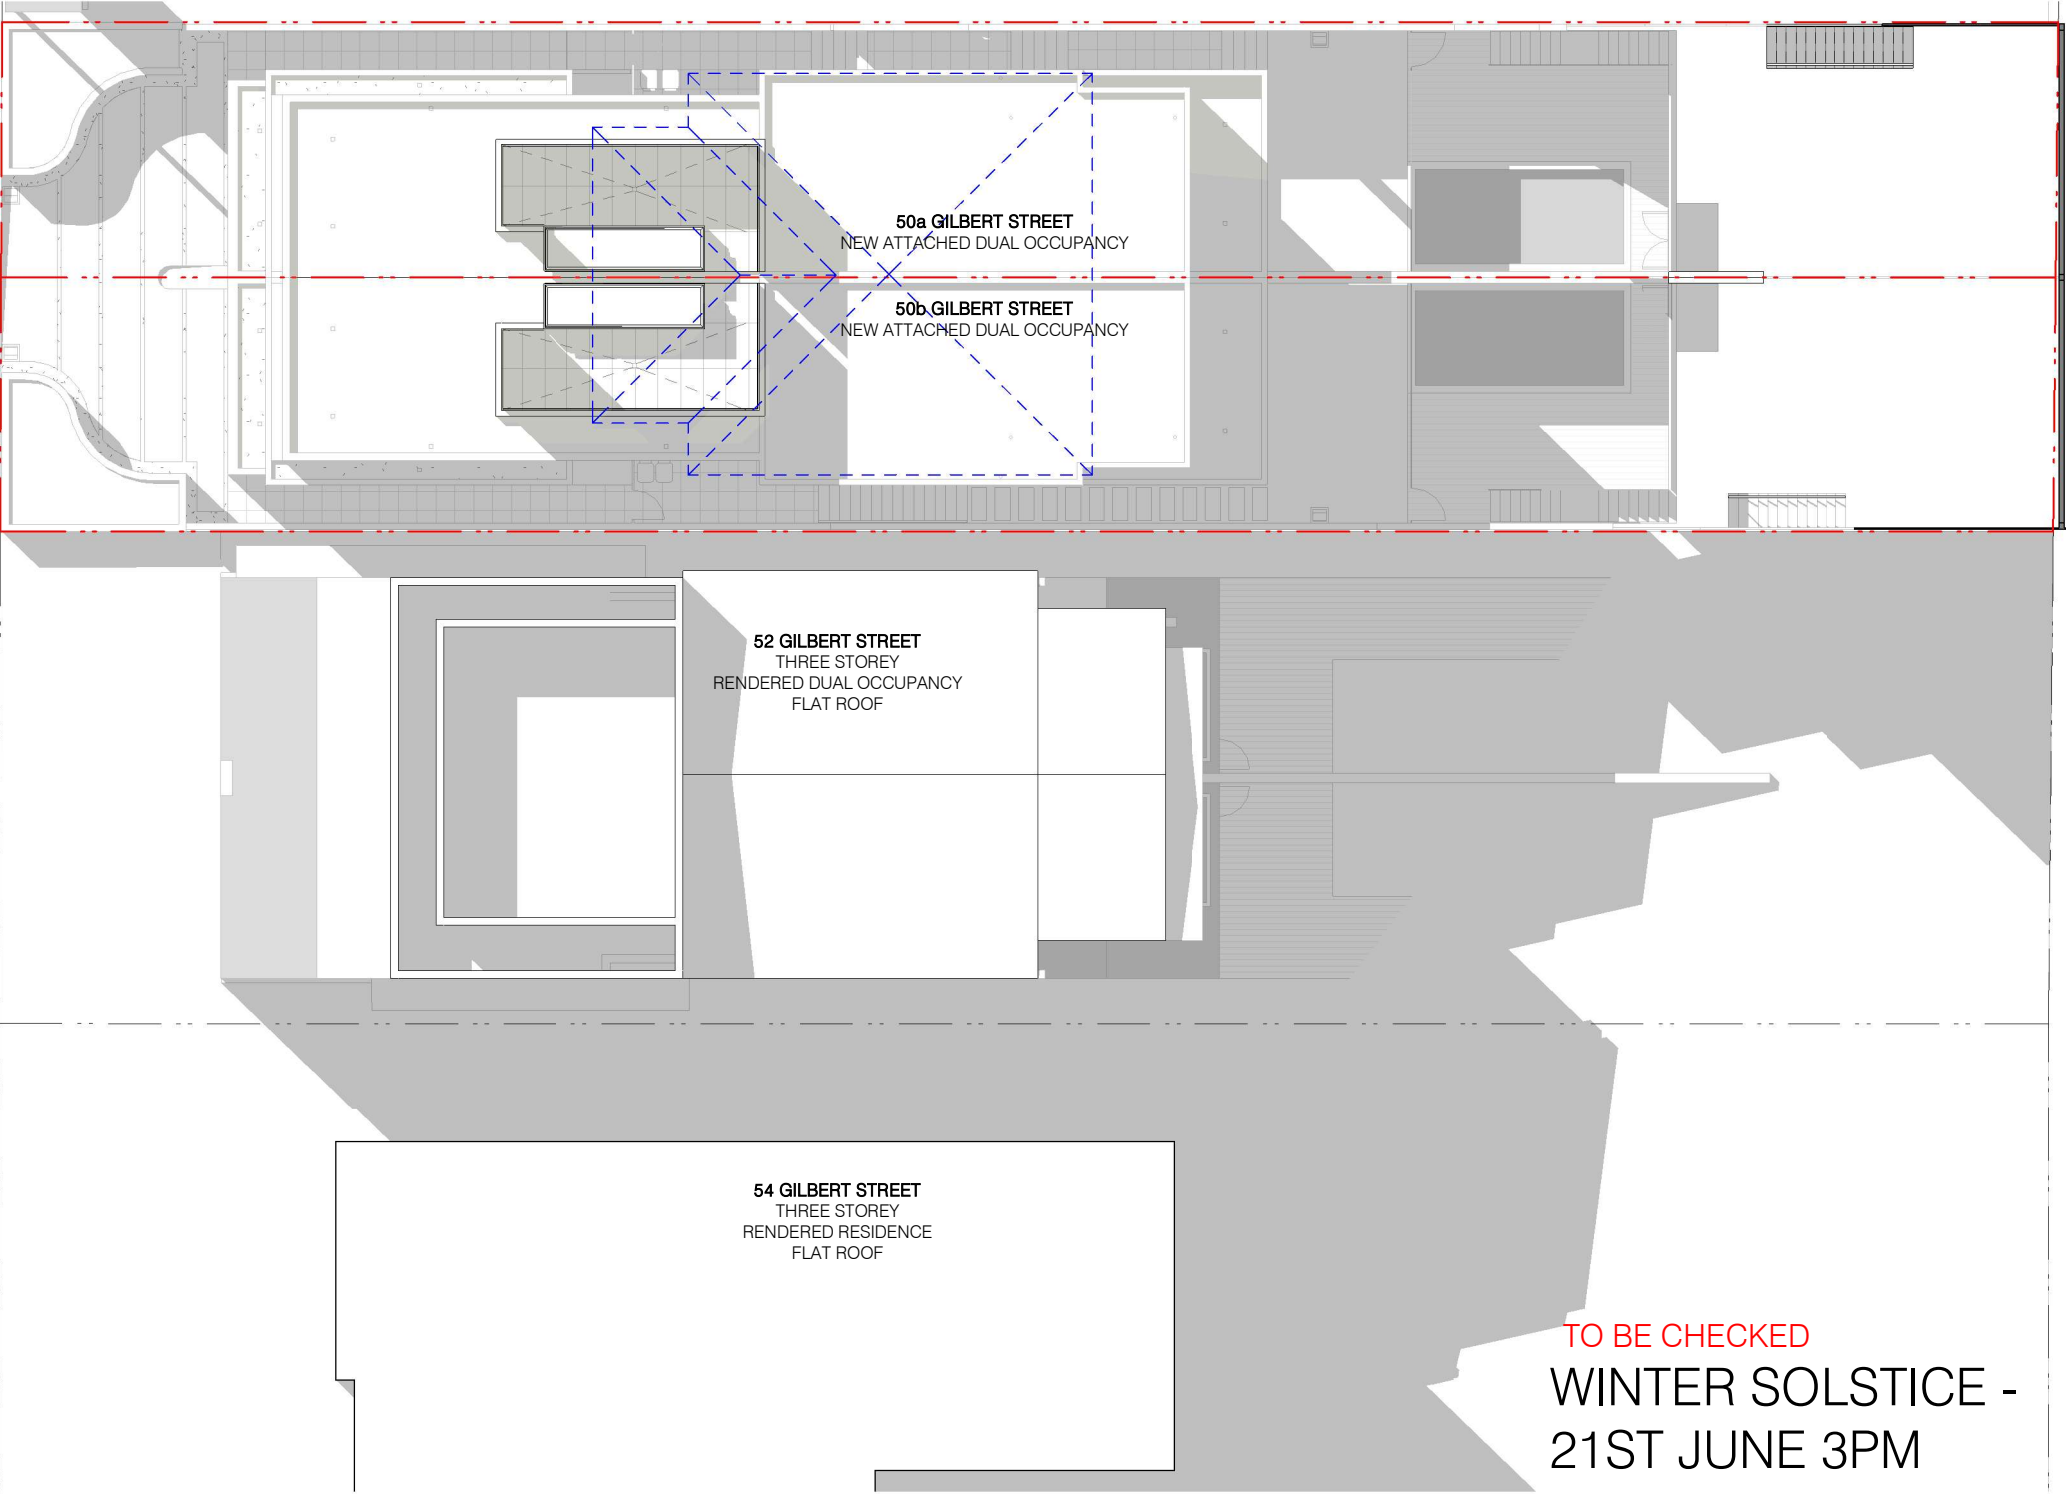 50a GILBERT STREET
NEW ATTACHED DUAL OCCUPANCY
50b GILBERT STREET
NEW ATTACHED DUAL OCCUPANCY
52 GILBERT STREET
THREE STOREY
RENDERED DUAL OCCUPANCY
FLAT ROOF
54 GILBERT STREET
THREE STOREY
RENDERED RESIDENCE
FLAT ROOF
TO BE CHECKED
WINTER SOLSTICE -
21ST JUNE 3PM